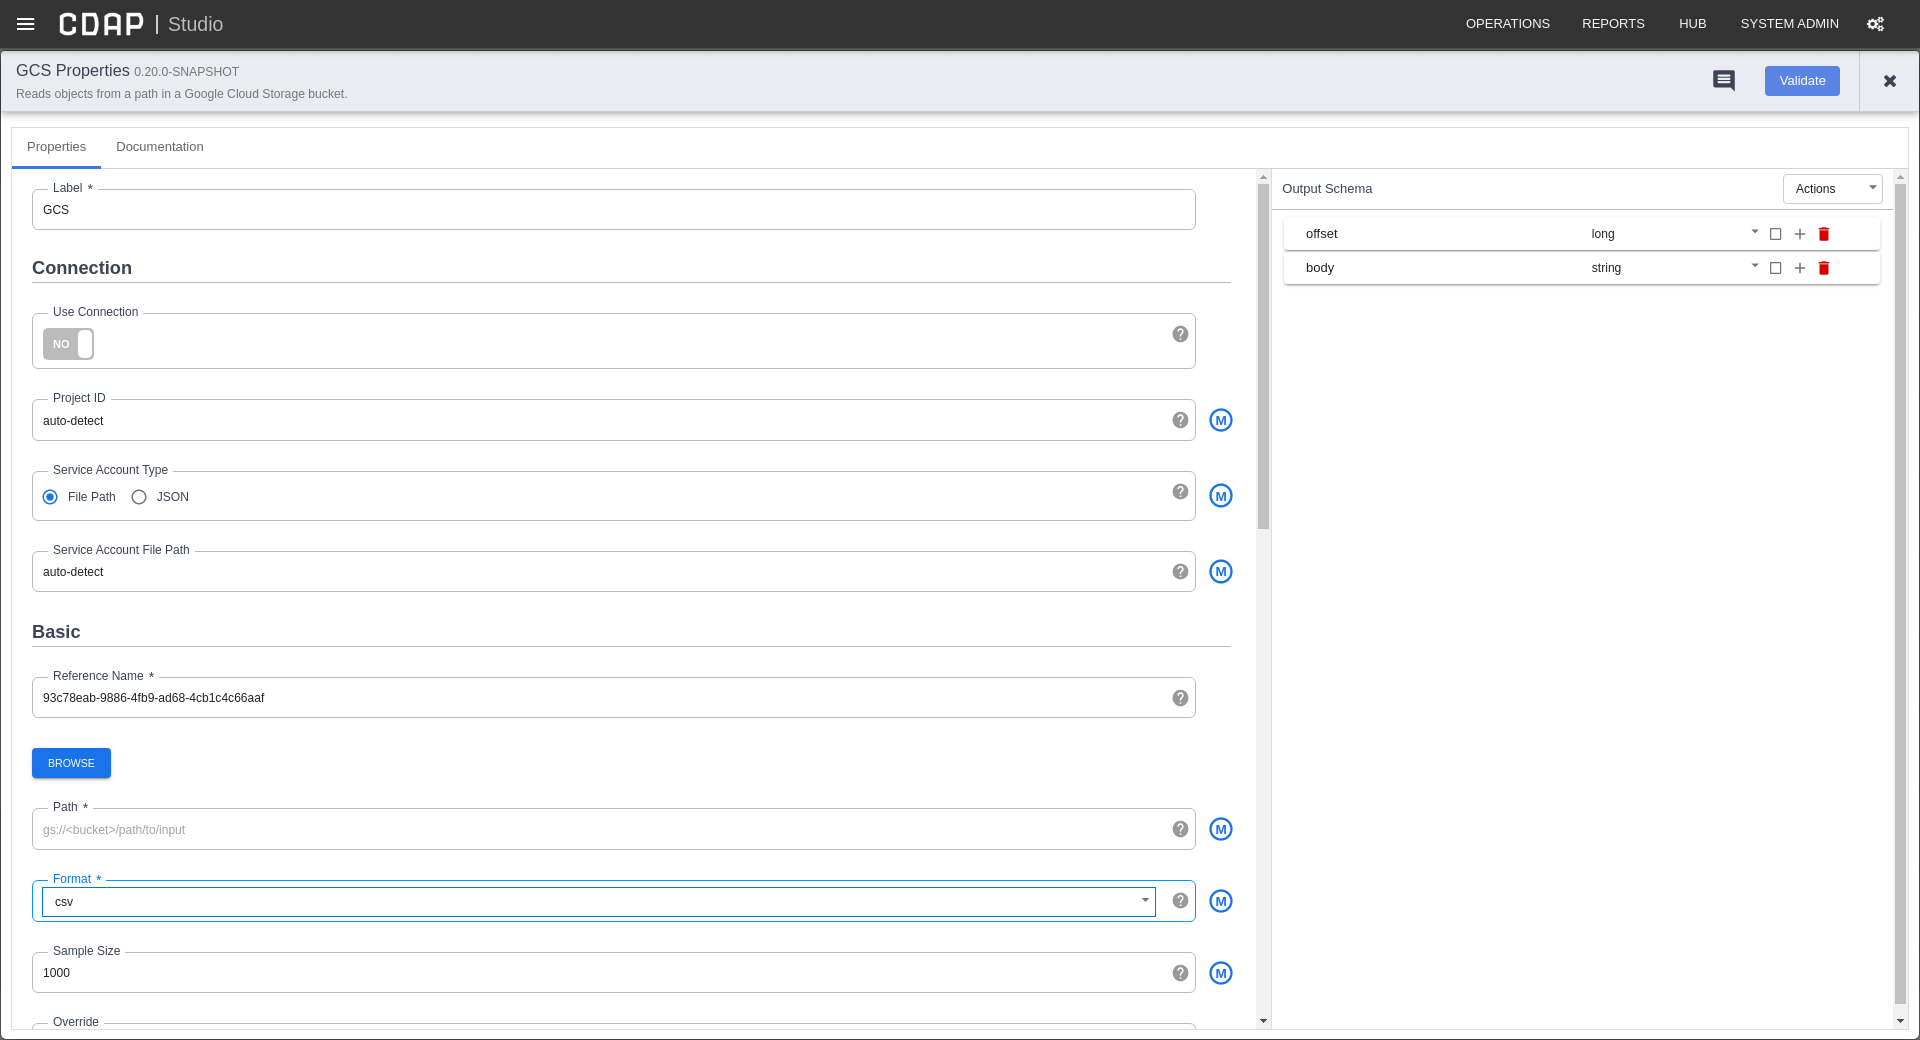 CDAP | Studio
OPERATIONS REPORTS HUB SYSTEM ADMIN
GCS Properties 0.20.0-SNAPSHOT
Reads objects from a path in a Google Cloud Storage bucket.
Validate
Properties Documentation
Label *
GCS
Connection
Use Connection
NO
Project ID
auto-detect
M
Service Account Type
File Path JSON
M
Service Account File Path
auto-detect
M
Basic
Reference Name *
93c78eab-9886-4fb9-ad68-4cb1c4c66aaf
BROWSE
Path *
gs://<bucket>/path/to/input
M
Format *
csv
M
Sample Size
1000
M
Override
Output Schema
Actions
offset long
body string